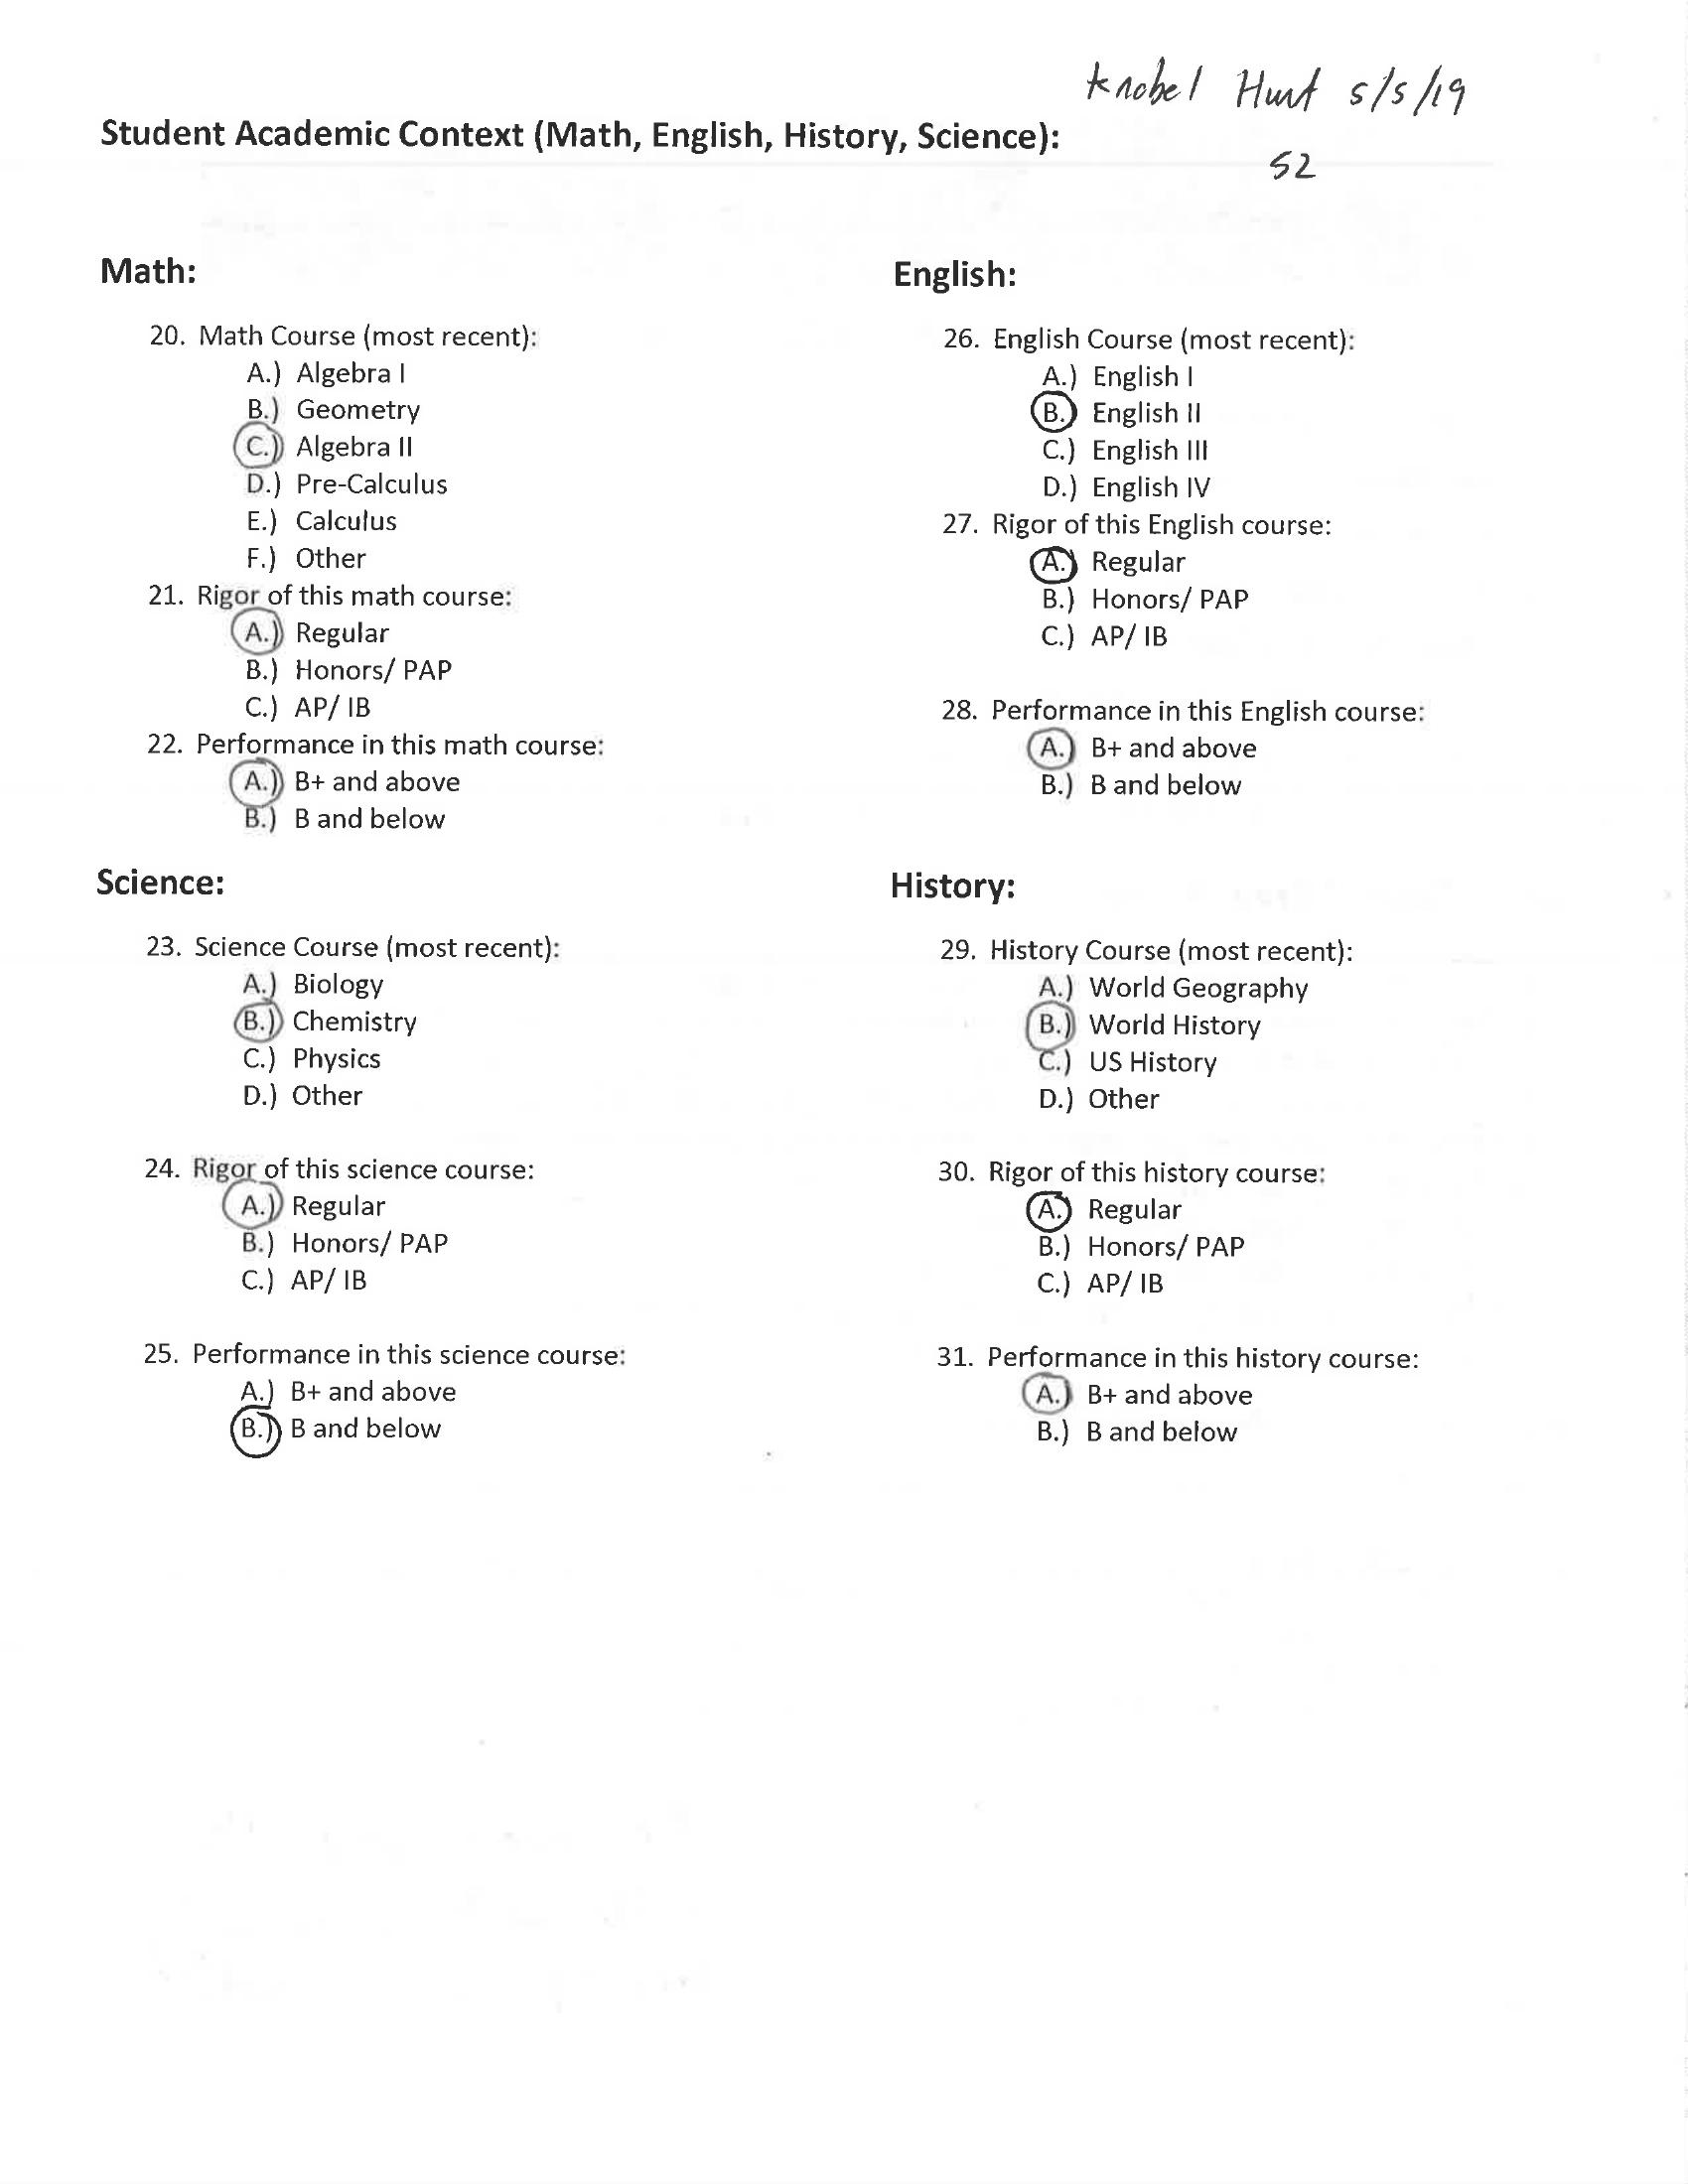 Knobel Hunt 5/5/19
Student Academic Context (Math, English, History, Science):
52
Math:
20. Math Course (most recent):
A.) Algebra I
B.) Geometry
C.) Algebra II
D.) Pre-Calculus
E.) Calculus
F.) Other
21. Rigor of this math course:
A.) Regular
B.) Honors/ PAP
C.) AP/ IB
22. Performance in this math course:
A.) B+ and above
B.) B and below
English:
26. English Course (most recent):
A.) English I
B.) English II
C.) English III
D.) English IV
27. Rigor of this English course:
A.) Regular
B.) Honors/ PAP
C.) AP/ IB
28. Performance in this English course:
A.) B+ and above
B.) B and below
Science:
23. Science Course (most recent):
A.) Biology
B.) Chemistry
C.) Physics
D.) Other
24. Rigor of this science course:
A.) Regular
B.) Honors/ PAP
C.) AP/ IB
25. Performance in this science course:
A.) B+ and above
B.) B and below
History:
29. History Course (most recent):
A.) World Geography
B.) World History
C.) US History
D.) Other
30. Rigor of this history course:
A.) Regular
B.) Honors/ PAP
C.) AP/ IB
31. Performance in this history course:
A.) B+ and above
B.) B and below